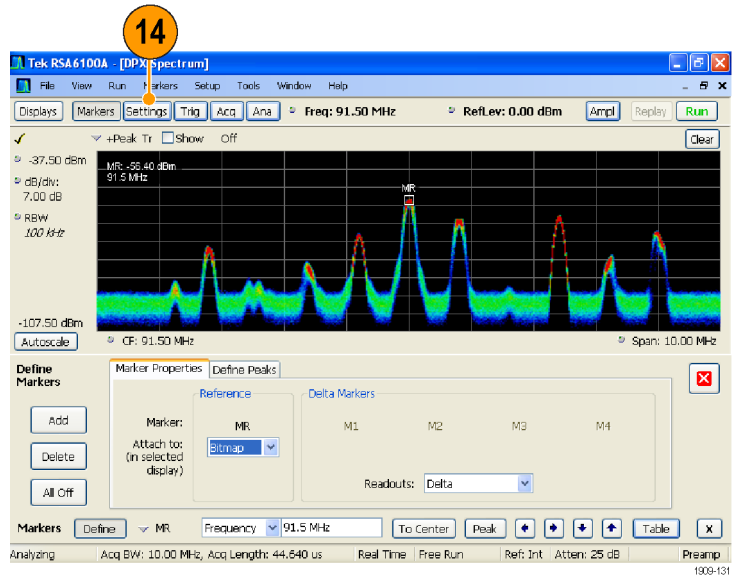 14
Tek RSA6100A - [DPX Spectrum]
File View Run Markers Setup Tools Window Help
Displays Markers Settings Trig Acq Ana Freq: 91.50 MHz RefLev: 0.00 dBm Ampl Replay Run
+Peak Tr Show Off Clear
-37.50 dBm
dB/div:
7.00 dB
RBW
100 kHz
MR: -56.40 dBm
91.5 MHz
MR
-107.50 dBm
Autoscale CF: 91.50 MHz Span: 10.00 MHz
Define
Markers
Marker Properties Define Peaks
Reference Delta Markers
Add
Delete
All Off
Marker: MR M1 M2 M3 M4
Attach to:
(in selected
display)
Bitmap
Readouts: Delta
Markers Define MR Frequency 91.5 MHz To Center Peak Table X
Analyzing Acq BW: 10.00 MHz, Acq Length: 44.640 us Real Time Free Run Ref: Int Atten: 25 dB Preamp
1909-131